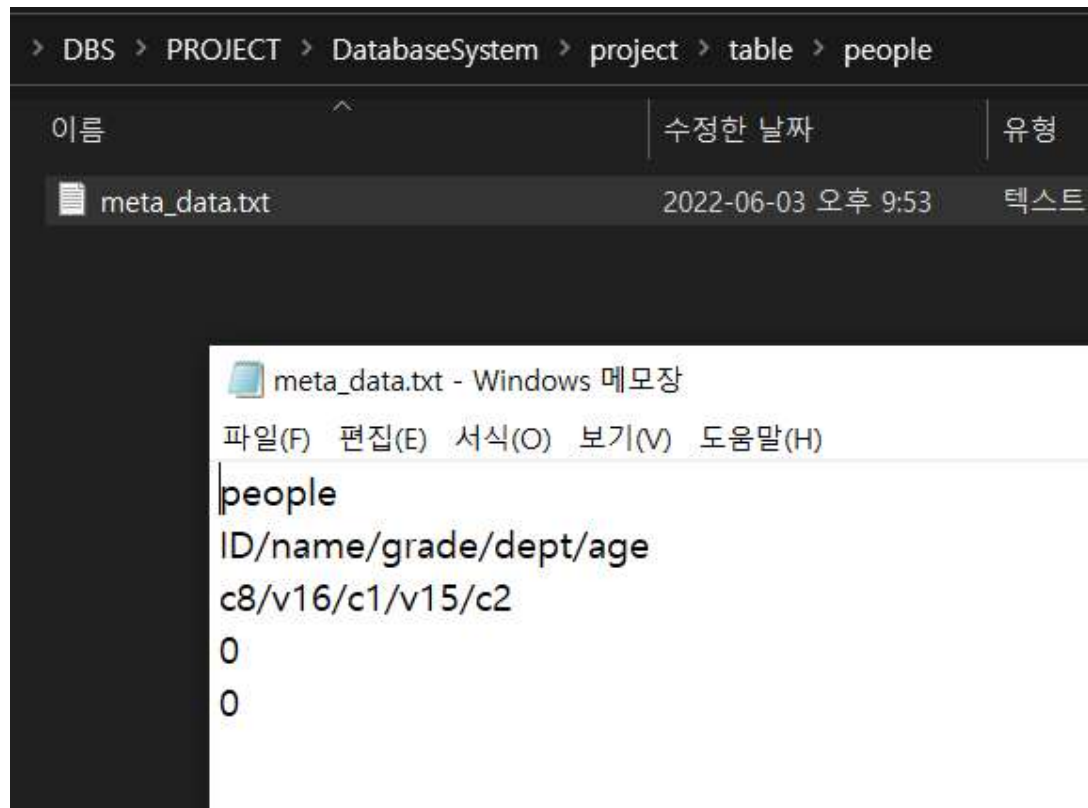 > DBS > PROJECT > DatabaseSystem > project > table > people
이름 수정한 날짜 유형
meta_data.txt 2022-06-03 오후 9:53 텍스트
meta_data.txt - Windows 메모장
파일(F) 편집(E) 서식(O) 보기(V) 도움말(H)
people
ID/name/grade/dept/age
c8/v16/c1/v15/c2
0
0